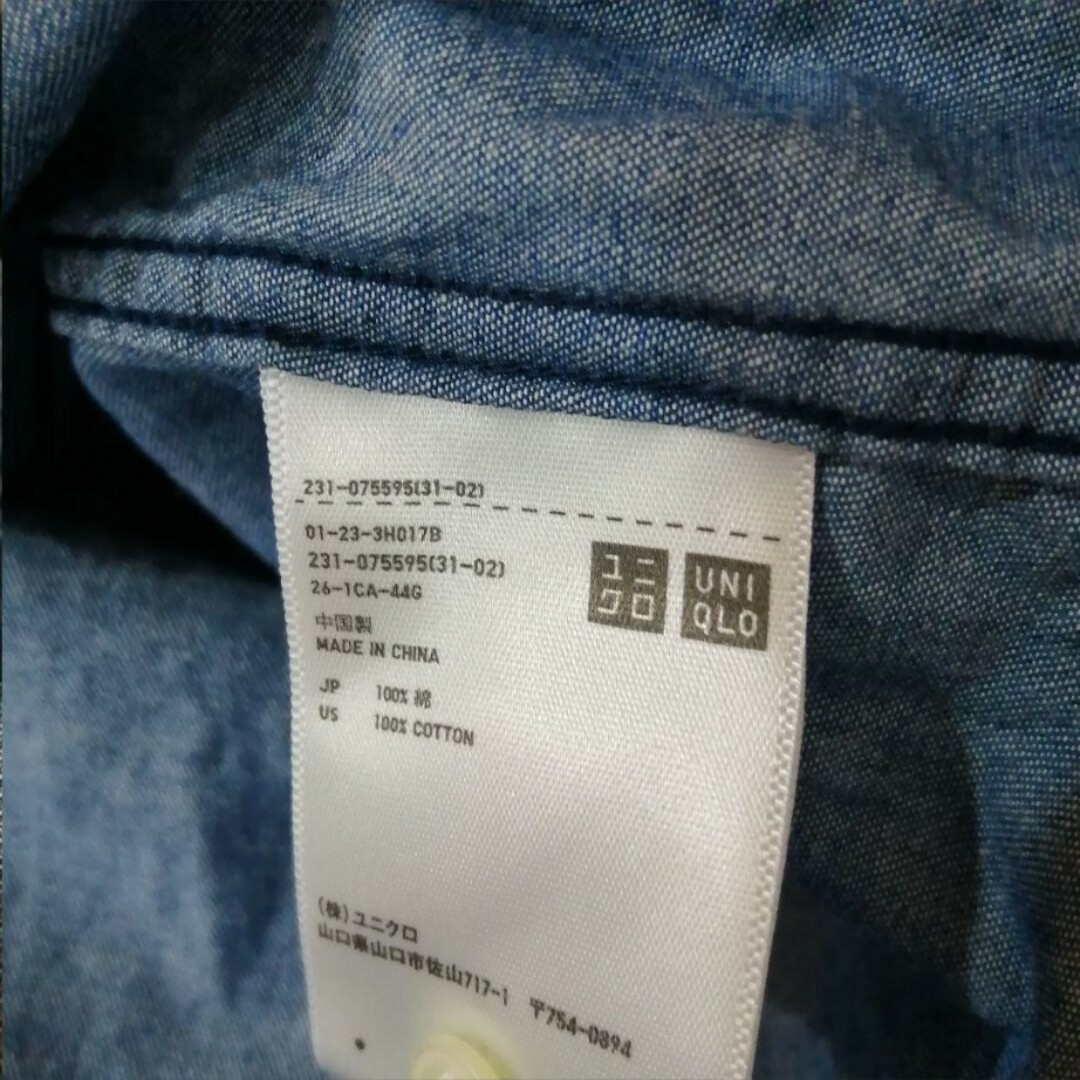 231-075595(31-02)
01-23-3H017B
231-075595(31-02)
26-1CA-44G
中国製
MADE IN CHINA
JP 100% 綿
US 100% COTTON
ユニ
クロ
UNI
QLO
(株)ユニクロ
山口県山口市佐山717-1 〒754-0894